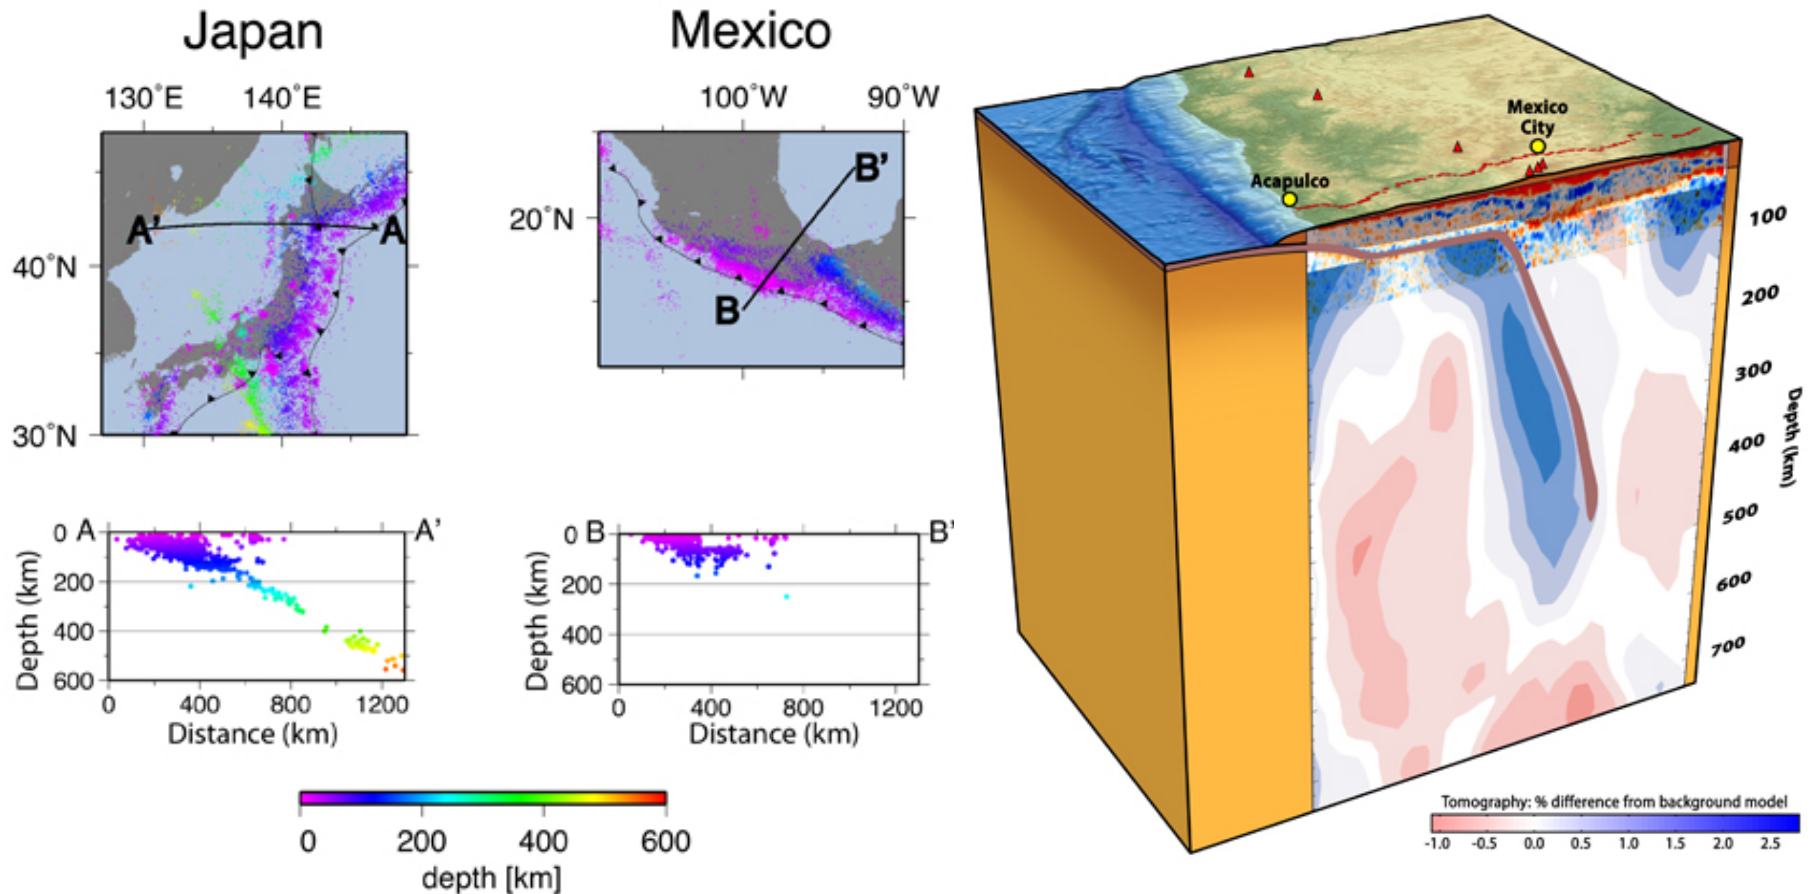 Japan
Mexico
130°E 140°E
100°W 90°W
40°N
30°N
20°N
A' A
B'
B
Mexico
City
Acapulco
100
200
300
400
500
600
700
Depth (km)
A A'
0
200
400
600
Depth (km)
0 400 800 1200
Distance (km)
B B'
0
200
400
600
Depth (km)
0 400 800 1200
Distance (km)
0 200 400 600
depth [km]
Tomography: % difference from background model
-1.0 -0.5 0.0 0.5 1.0 1.5 2.0 2.5